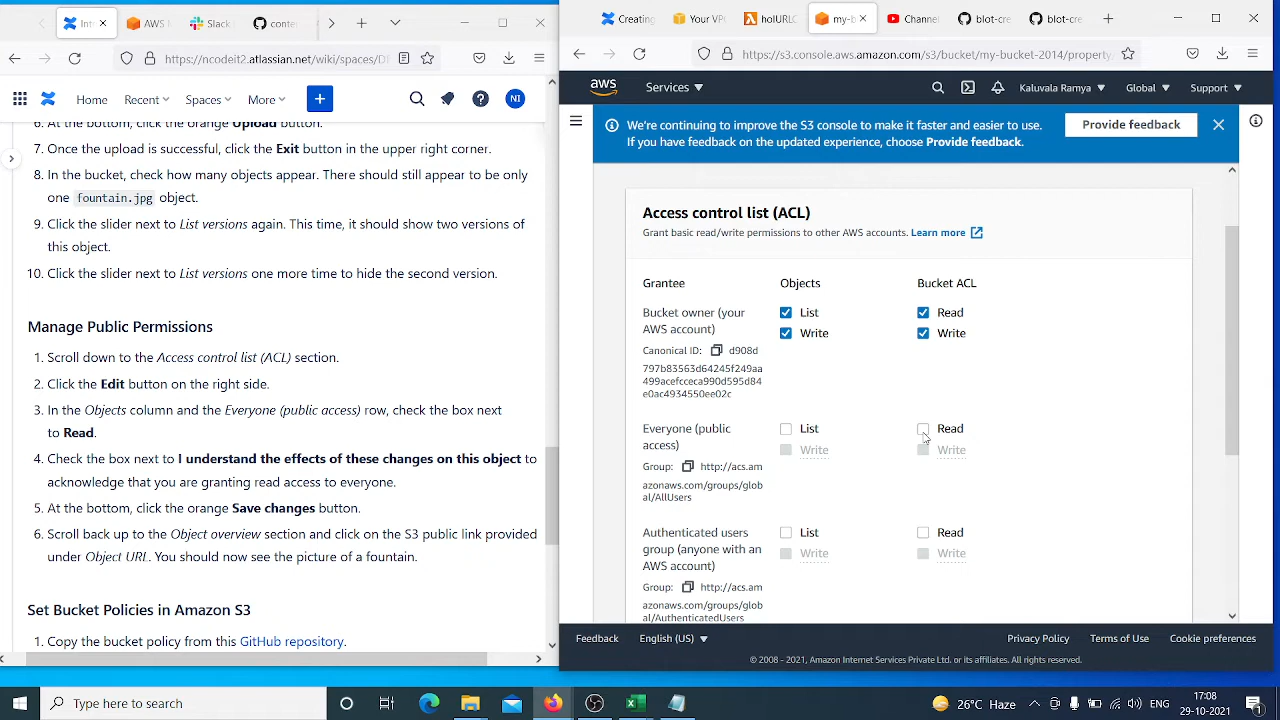 Int
AWS M
Slack
conter
https://ncodeit2.atlassian.net/wiki/spaces/DF
Home
Recent
Spaces
More
NI
6. At the bottom, click the orange Upload button.
7. Once the upload is successful, click the Exit button in the upper right corner.
8. In the bucket, check how many objects appear. There should still appear to be only
one fountain.jpg object.
9. Click the slider next to List versions again. This time, it should show two versions of
this object.
10. Click the slider next to List versions one more time to hide the second version.
Manage Public Permissions
1. Scroll down to the Access control list (ACL) section.
2. Click the Edit button on the right side.
3. In the Objects column and the Everyone (public access) row, check the box next
to Read.
4. Check the box next to I understand the effects of these changes on this object to
acknowledge that you are granting read access to everyone.
5. At the bottom, click the orange Save changes button.
6. Scroll back up to the Object overview section and click on the S3 public link provided
under Object URL. You should now see the picture of a fountain.
Set Bucket Policies in Amazon S3
1. Copy the bucket policy from this GitHub repository.
Creating
Your VP
holURLC
my-b
Channe
blot-cre
blot-cre
https://s3.console.aws.amazon.com/s3/bucket/my-bucket-2014/property
aws
Services
Kaluvala Ramya
Global
Support
We're continuing to improve the S3 console to make it faster and easier to use.
If you have feedback on the updated experience, choose Provide feedback.
Provide feedback
Access control list (ACL)
Grant basic read/write permissions to other AWS accounts. Learn more
Grantee
Objects
Bucket ACL
Bucket owner (your
AWS account)
Canonical ID: d908d
797b83563d64245f249aa
499acefcceca990d595d84
e0ac4934550ee02c
List
Write
Read
Write
Everyone (public
access)
Group: http://acs.am
azonaws.com/groups/glob
al/AllUsers
List
Write
Read
Write
Authenticated users
group (anyone with an
AWS account)
Group: http://acs.am
azonaws.com/groups/glob
al/AuthenticatedUsers
List
Write
Read
Write
Feedback
English (US)
Privacy Policy
Terms of Use
Cookie preferences
© 2008 - 2021, Amazon Internet Services Private Ltd. or its affiliates. All rights reserved.
Type here to search
26°C Haze
ENG
17:08
29-10-2021